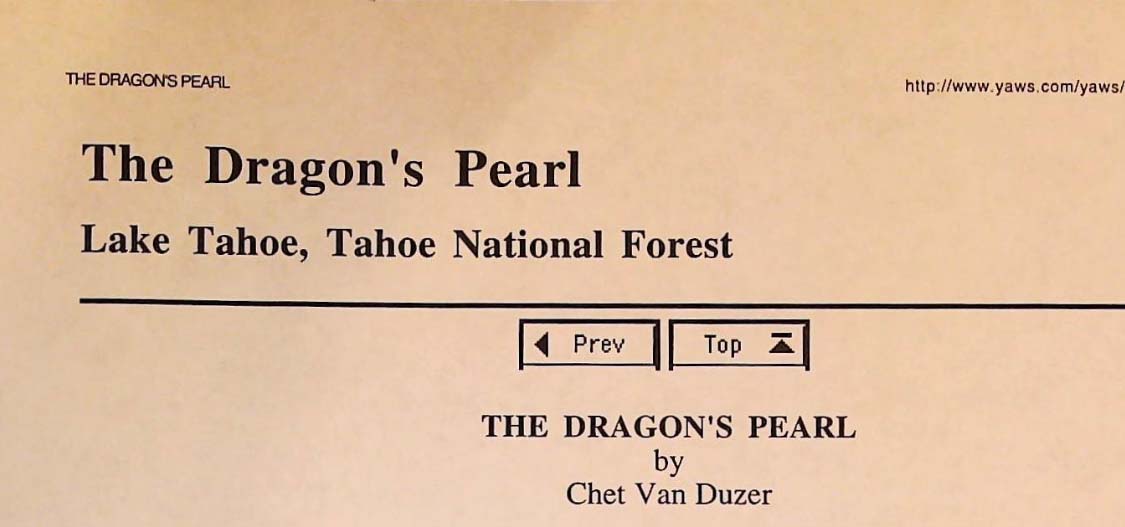 THE DRAGON'S PEARL
http://www.yaws.com/yaws/
The Dragon's Pearl
Lake Tahoe, Tahoe National Forest
Prev Top
THE DRAGON'S PEARL
by
Chet Van Duzer